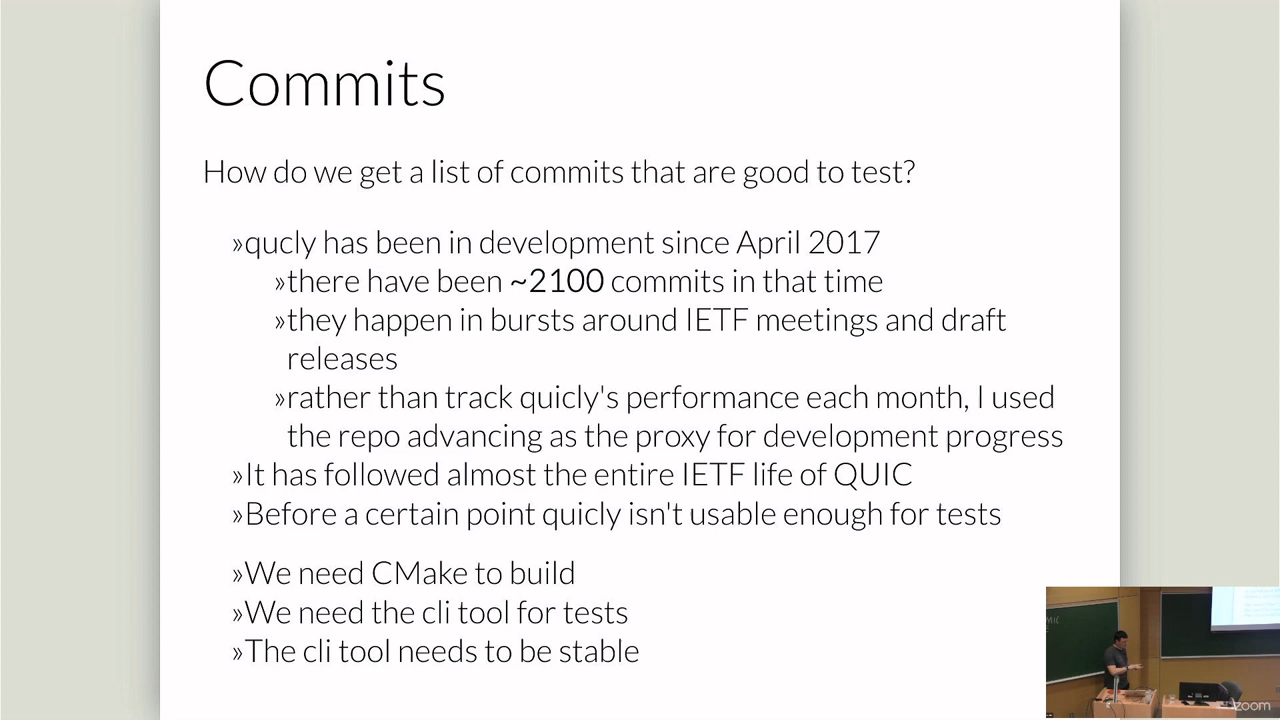 Commits
How do we get a list of commits that are good to test?
»qucly has been in development since April 2017
»there have been ~2100 commits in that time
»they happen in bursts around IETF meetings and draft
releases
»rather than track quicly's performance each month, I used
the repo advancing as the proxy for development progress
»It has followed almost the entire IETF life of QUIC
»Before a certain point quicly isn't usable enough for tests
»We need CMake to build
»We need the cli tool for tests
»The cli tool needs to be stable
zoom